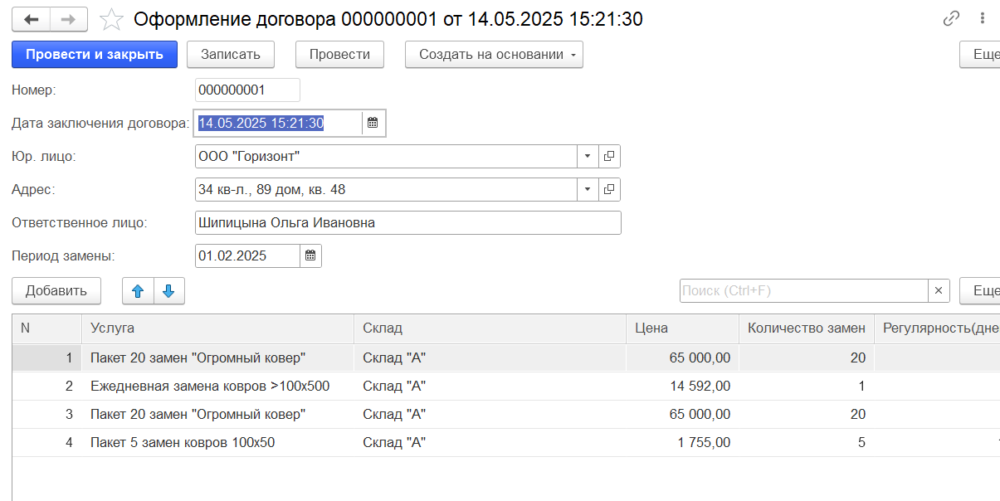 Оформление договора 000000001 от 14.05.2025 15:21:30
Провести и закрыть Записать Провести Создать на основании Еще
Номер: 000000001
Дата заключения договора: 14.05.2025 15:21:30
Юр. лицо: ООО "Горизонт"
Адрес: 34 кв-л., 89 дом, кв. 48
Ответственное лицо: Шипицына Ольга Ивановна
Период замены: 01.02.2025
Добавить Поиск (Ctrl+F) × Еще
N Услуга Склад Цена Количество замен Регулярность(дне
1 Пакет 20 замен "Огромный ковер" Склад "А" 65 000,00 20
2 Ежедневная замена ковров >100x500 Склад "А" 14 592,00 1
3 Пакет 20 замен "Огромный ковер" Склад "А" 65 000,00 20
4 Пакет 5 замен ковров 100x50 Склад "А" 1 755,00 5